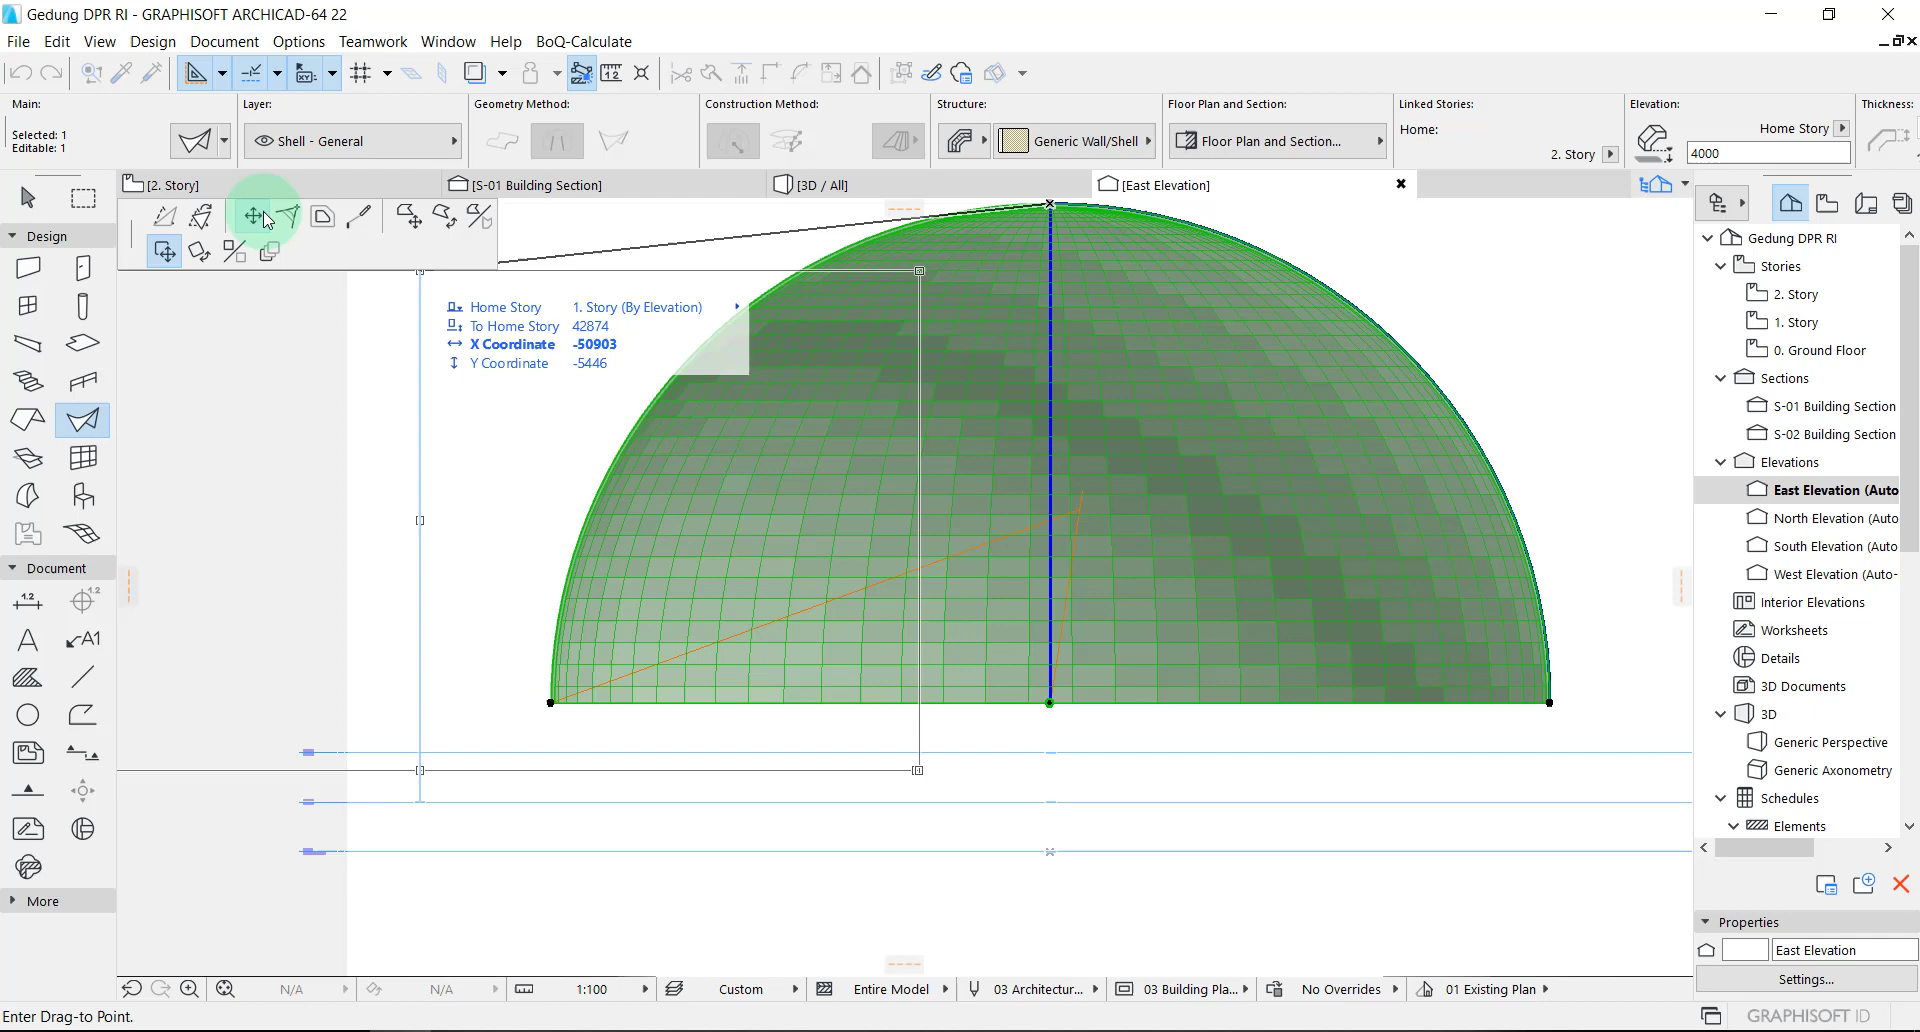 Gedung DPR RI - GRAPHISOFT ARCHICAD-64 22
File Edit View Design Document Options Teamwork Window Help BoQ-Calculate
Main:
Selected: 1
Editable: 1
Layer:
Shell - General
Geometry Method:
Construction Method:
Structure:
Generic Wall/Shell
Floor Plan and Section:
Floor Plan and Section...
Linked Stories:
Home:
2. Story
Elevation:
Home Story
4000
Thickness:
[2. Story]
[S-01 Building Section]
[3D / All]
[East Elevation]
Design
Document
More
1.2
1.2
A1
Home Story 1. Story (By Elevation)
To Home Story 42874
X Coordinate -50903
Y Coordinate -5446
Gedung DPR RI
Stories
2. Story
1. Story
0. Ground Floor
Sections
S-01 Building Section
S-02 Building Section
Elevations
East Elevation (Auto
North Elevation (Auto
South Elevation (Auto
West Elevation (Auto-
Interior Elevations
Worksheets
Details
3D Documents
3D
Generic Perspective
Generic Axonometry
Schedules
Elements
Properties
East Elevation
Settings...
N/A
N/A
1:100
Custom
Entire Model
03 Architectur...
03 Building Pla...
No Overrides
01 Existing Plan
Enter Drag-to Point.
GRAPHISOFT ID